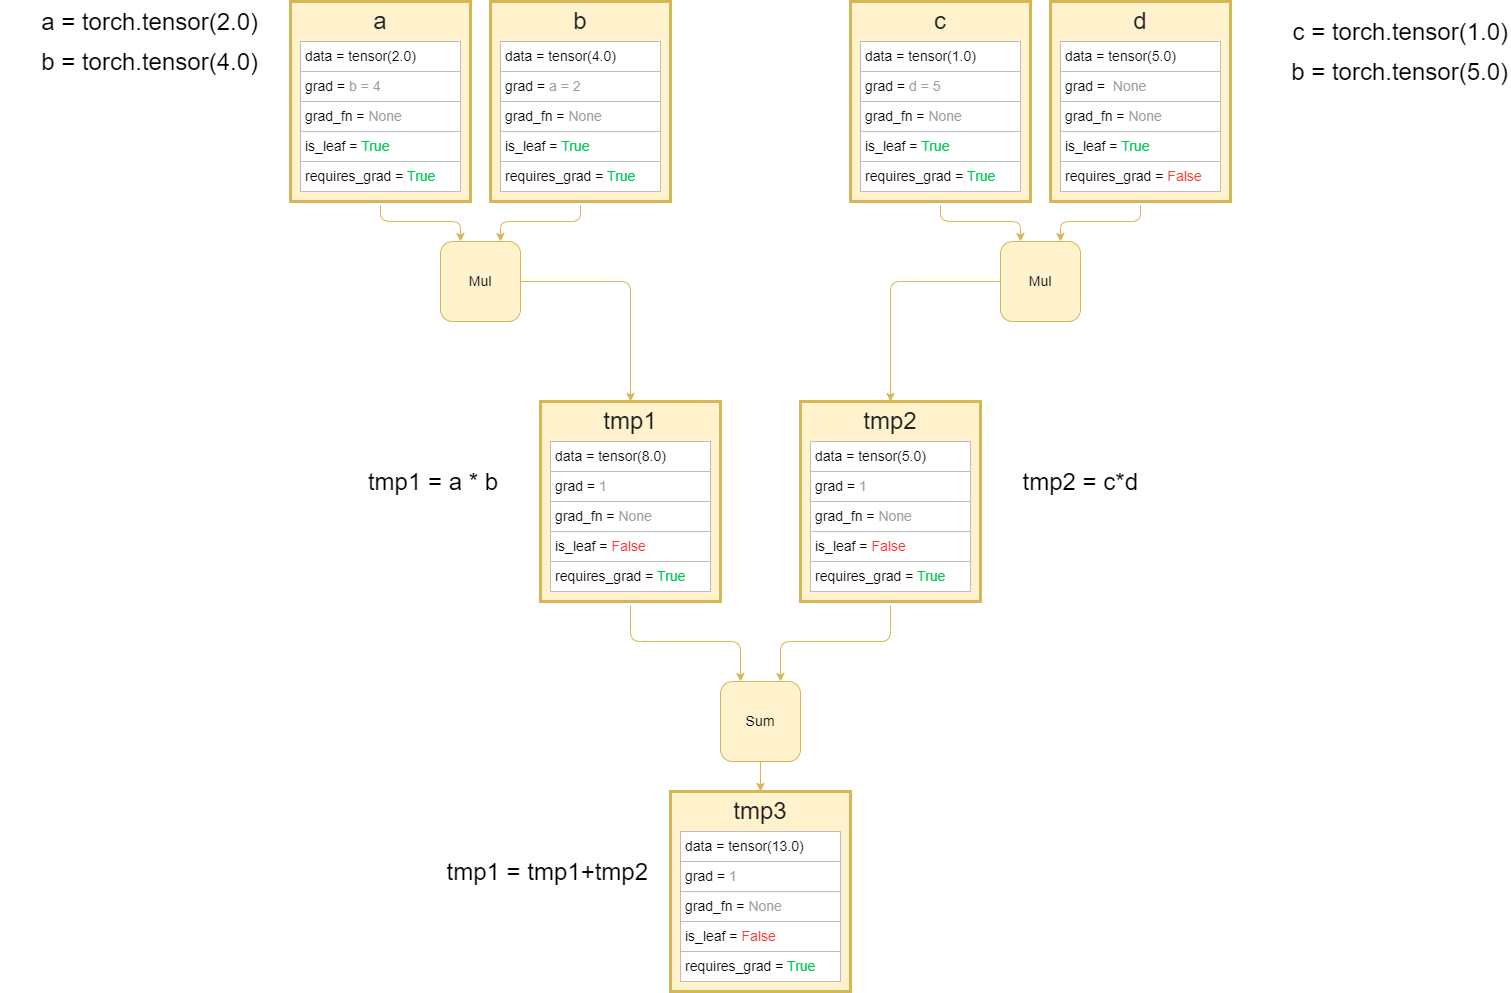 a = torch.tensor(2.0)
b = torch.tensor(4.0)
a
data = tensor(2.0)
grad = b = 4
grad_fn = None
is_leaf = True
requires_grad = True
b
data = tensor(4.0)
grad = a = 2
grad_fn = None
is_leaf = True
requires_grad = True
c
data = tensor(1.0)
grad = d = 5
grad_fn = None
is_leaf = True
requires_grad = True
d
data = tensor(5.0)
grad = None
grad_fn = None
is_leaf = True
requires_grad = False
c = torch.tensor(1.0)
b = torch.tensor(5.0)
Mul
Mul
tmp1 = a * b
tmp1
data = tensor(8.0)
grad = 1
grad_fn = None
is_leaf = False
requires_grad = True
tmp2
data = tensor(5.0)
grad = 1
grad_fn = None
is_leaf = False
requires_grad = True
tmp2 = c*d
Sum
tmp1 = tmp1+tmp2
tmp3
data = tensor(13.0)
grad = 1
grad_fn = None
is_leaf = False
requires_grad = True